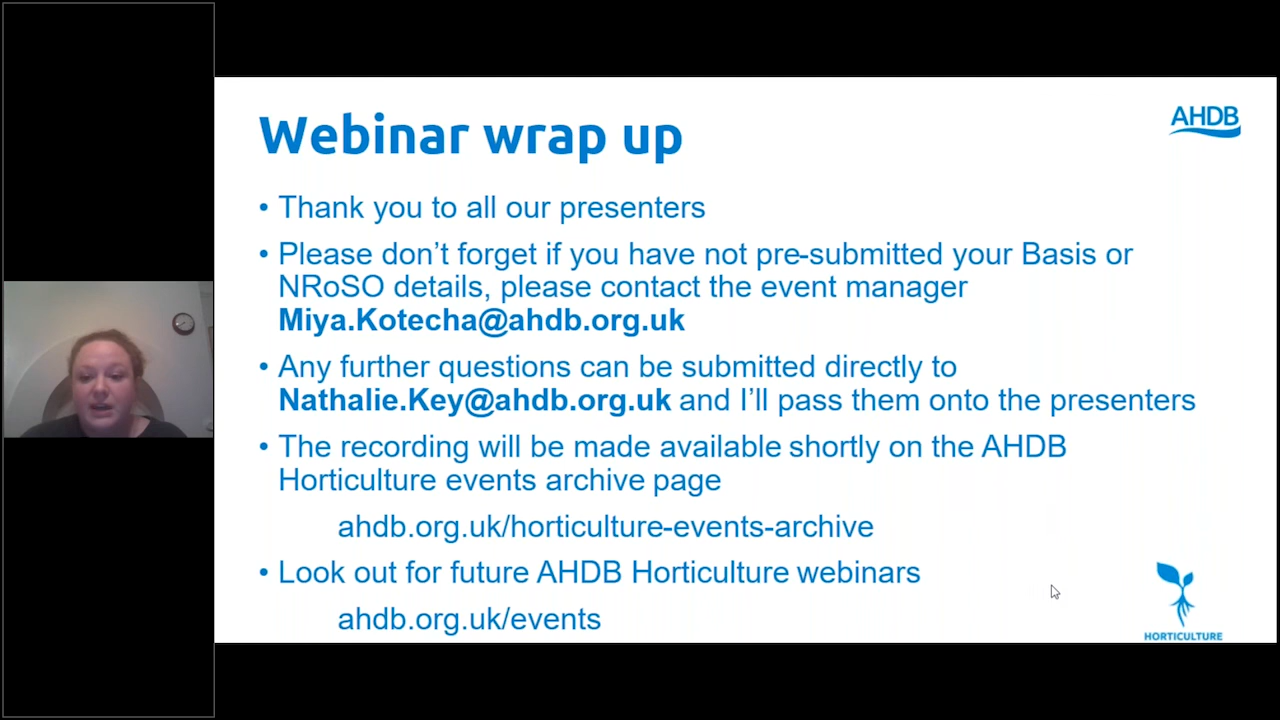 Webinar wrap up
AHDB
• Thank you to all our presenters
• Please don’t forget if you have not pre-submitted your Basis or
NRoSO details, please contact the event manager
Miya.Kotecha@ahdb.org.uk
• Any further questions can be submitted directly to
Nathalie.Key@ahdb.org.uk and I’ll pass them onto the presenters
• The recording will be made available shortly on the AHDB
Horticulture events archive page
ahdb.org.uk/horticulture-events-archive
• Look out for future AHDB Horticulture webinars
ahdb.org.uk/events
HORTICULTURE